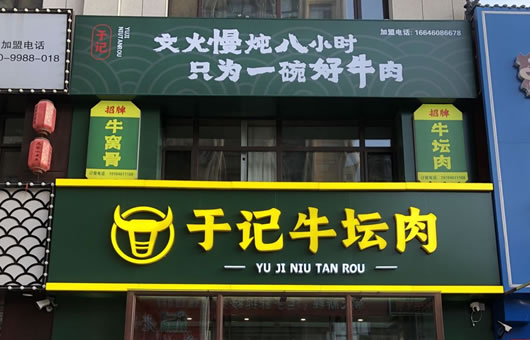 加盟电话
0-9988-018
于记
YUJI
NIUTANROU
文火慢炖八小时
只为一碗好牛肉
加盟电话：16646086678
招牌
牛窝骨
招牌
牛坛肉
于记牛坛肉
YU JI NIU TAN ROU